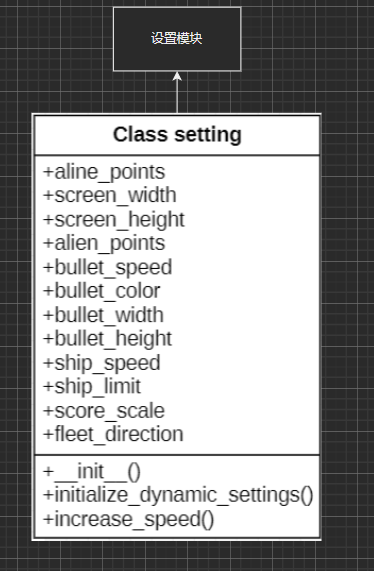 设置模块
Class setting
+aline_points
+screen_width
+screen_height
+alien_points
+bullet_speed
+bullet_color
+bullet_width
+bullet_height
+ship_speed
+ship_limit
+score_scale
+fleet_direction
+__init__()
+initialize_dynamic_settings()
+increase_speed()